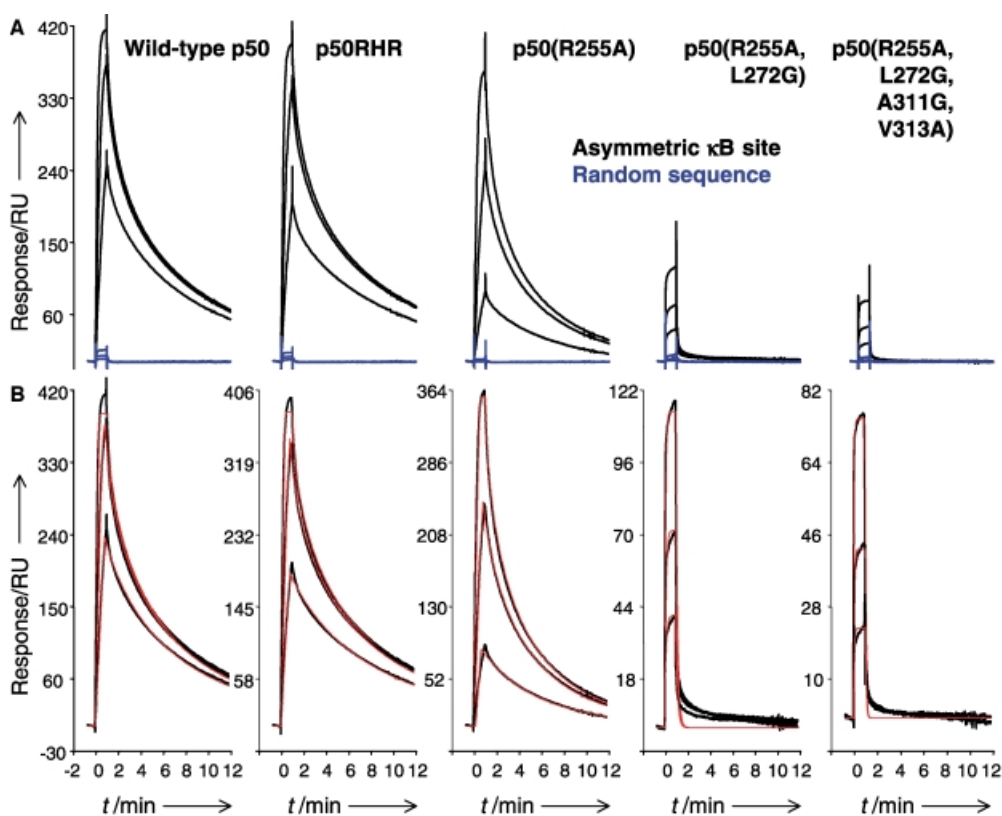 A
420
330
240
150
60
Response/RU
Wild-type p50
p50RHR
p50(R255A)
p50(R255A,
L272G)
p50(R255A,
L272G,
A311G,
V313A)
Asymmetric κB site
Random sequence
B
420
330
240
150
60
-30
Response/RU
406
319
232
145
58
364
286
208
130
52
122
96
70
44
18
82
64
46
28
10
-2 0 2 4 6 8 10 12
0 2 4 6 8 10 12
0 2 4 6 8 10 12
0 2 4 6 8 10 12
0 2 4 6 8 10 12
t/min
t/min
t/min
t/min
t/min